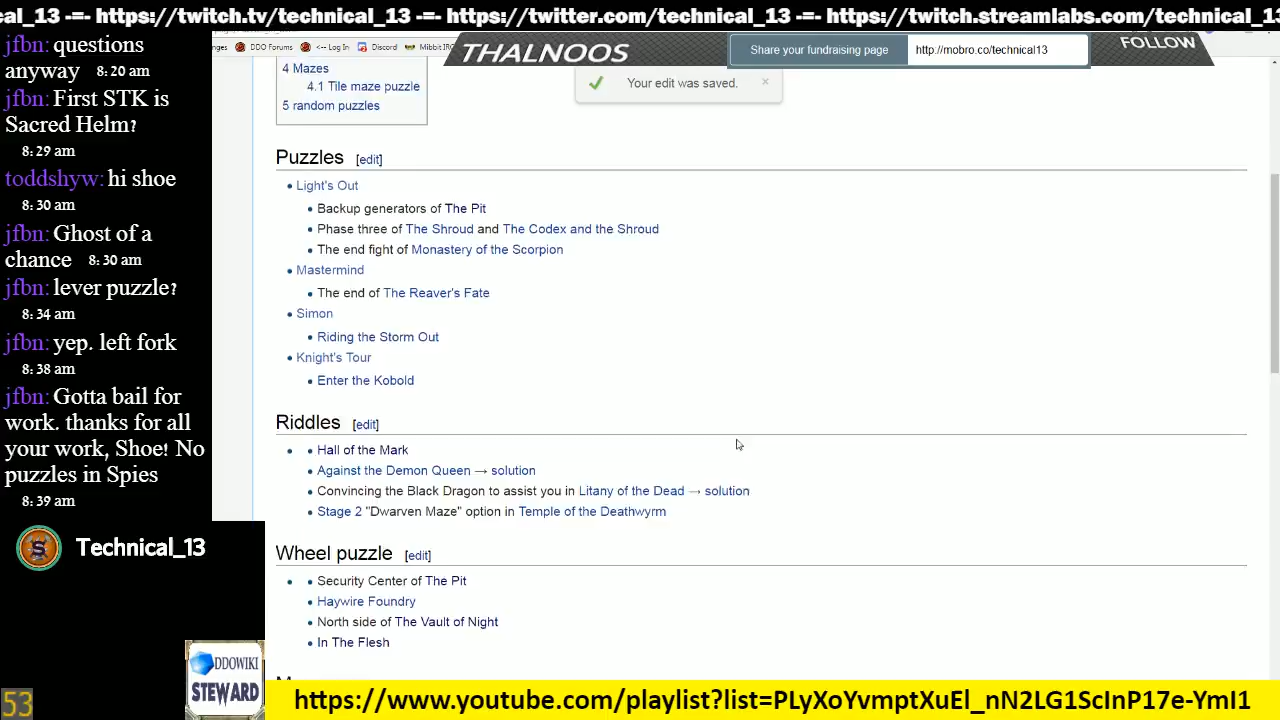 al_13 -=- https://twitch.tv/technical_13 -=- https://twitter.com/technical_13 -=- https://twitch.streamlabs.com/technical_13
jfbn: questions
anyway 8:20 am
jfbn: First STK is
Sacred Helm?
8:29 am
toddshyw: hi shoe
8:30 am
jfbn: Ghost of a
chance 8:30 am
jfbn: lever puzzle?
8:34 am
jfbn: yep. left fork
8:38 am
jfbn: Gotta bail for
work. thanks for all
your work, Shoe! No
puzzles in Spies
8:39 am
Technical_13
DDOWIKI
STEWARD
53
DDO Forums <-- Log In Discord Mibbit
THALNOOS
Share your fundraising page http://mobro.co/technical13
FOLLOW
4 Mazes
4.1 Tile maze puzzle
5 random puzzles
Your edit was saved. ×
Puzzles [edit]
• Light's Out
• Backup generators of The Pit
• Phase three of The Shroud and The Codex and the Shroud
• The end fight of Monastery of the Scorpion
• Mastermind
• The end of The Reaver's Fate
• Simon
• Riding the Storm Out
• Knight's Tour
• Enter the Kobold
Riddles [edit]
• • Hall of the Mark
• Against the Demon Queen → solution
• Convincing the Black Dragon to assist you in Litany of the Dead → solution
• Stage 2 "Dwarven Maze" option in Temple of the Deathwyrm
Wheel puzzle [edit]
• • Security Center of The Pit
• Haywire Foundry
• North side of The Vault of Night
• In The Flesh
https://www.youtube.com/playlist?list=PLyXoYvmptXuEl_nN2LG1ScInP17e-YmI1